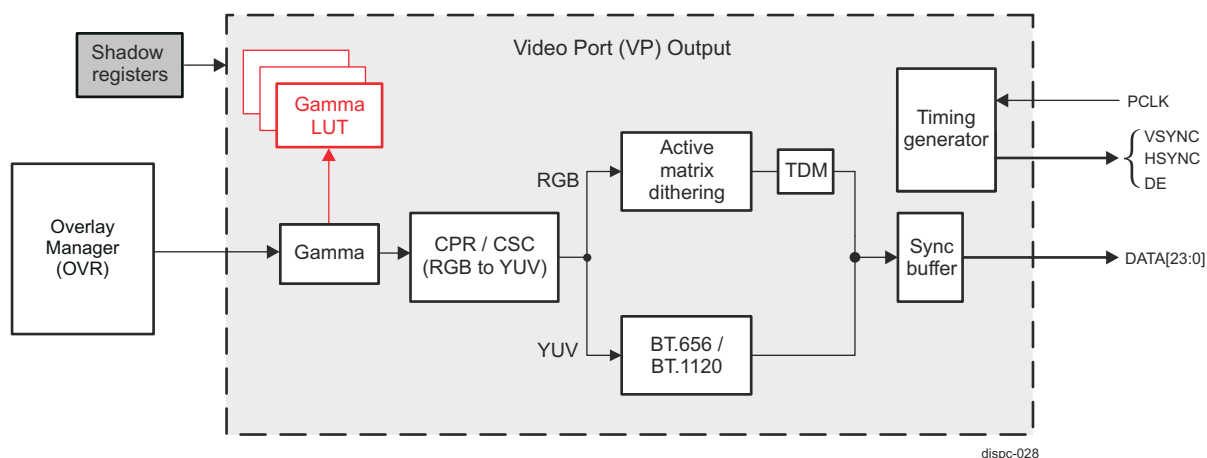 Shadow
registers
Video Port (VP) Output
Gamma
LUT
Timing
generator
PCLK
VSYNC
HSYNC
DE
Overlay
Manager
(OVR)
Gamma
CPR / CSC
(RGB to YUV)
RGB
Active
matrix
dithering
TDM
YUV
BT.656 /
BT.1120
Sync
buffer
DATA[23:0]
dispc-028